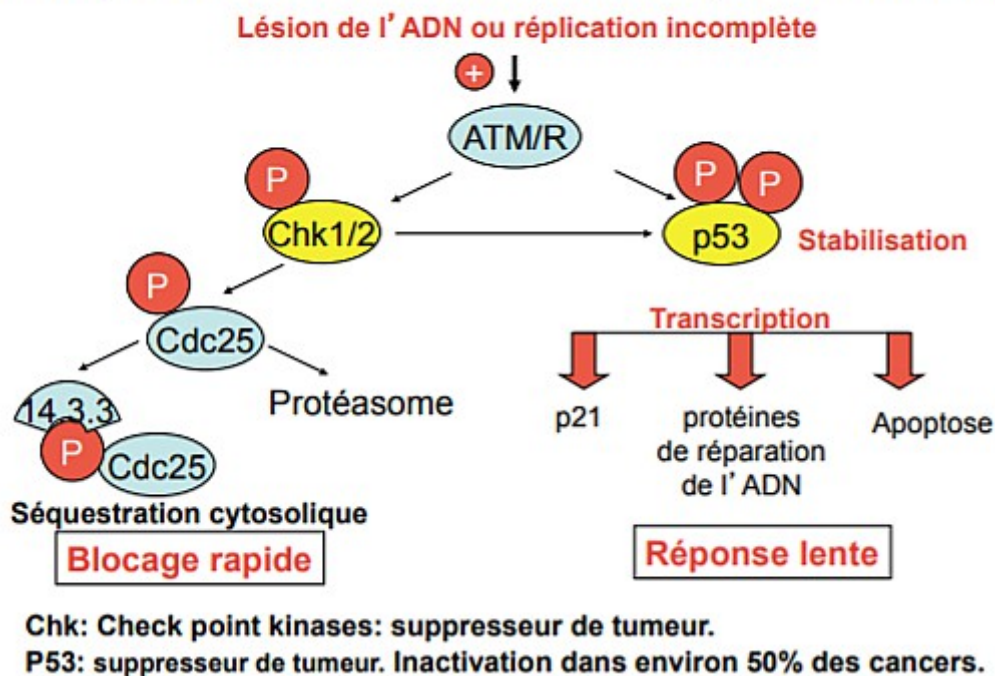 Lésion de l'ADN ou réplication incomplète
+
ATM/R
P
Chk1/2
P P
p53
Stabilisation
P
Cdc25
Transcription
14.3.3
P
Cdc25
Protéasome
p21
protéines
de réparation
de l'ADN
Apoptose
Séquestration cytosolique
Blocage rapide
Réponse lente
Chk: Check point kinases: suppresseur de tumeur.
P53: suppresseur de tumeur. Inactivation dans environ 50% des cancers.